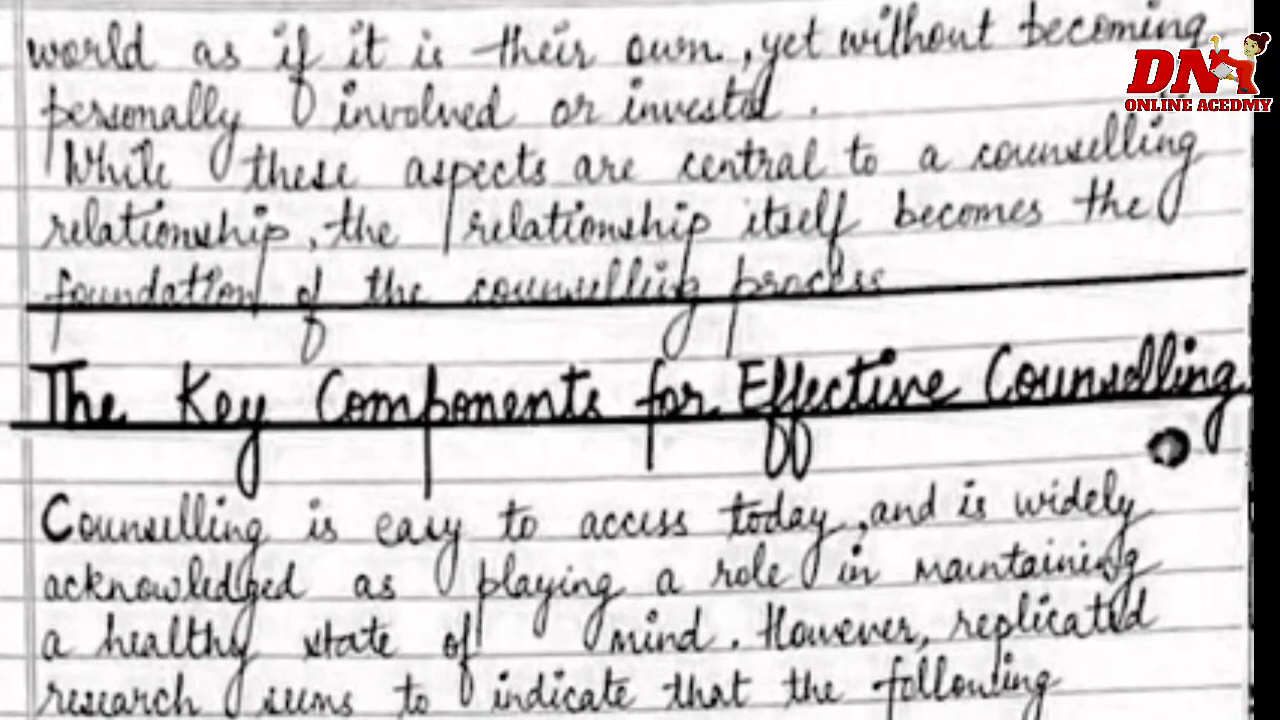 world as if it is their own, yet without becoming
personally involved or invested.
While these aspects are central to a counselling
relationship, the relationship itself becomes the
foundation of the counselling process
The Key Components for Effective Counselling
Counselling is easy to access today, and is widely
acknowledged as playing a role in maintaining
a healthy state of mind. However, replicated
research seems to indicate that the following
DNA
ONLINE ACEDMY